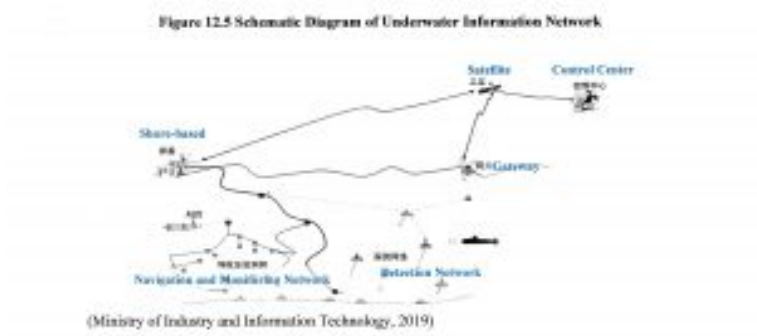 Figure 12.5 Schematic Diagram of Underwater Information Network
Satellite
Control Center
Shore-based
Gateway
Navigation and Monitoring Network
Detection Network
(Ministry of Industry and Information Technology, 2019)